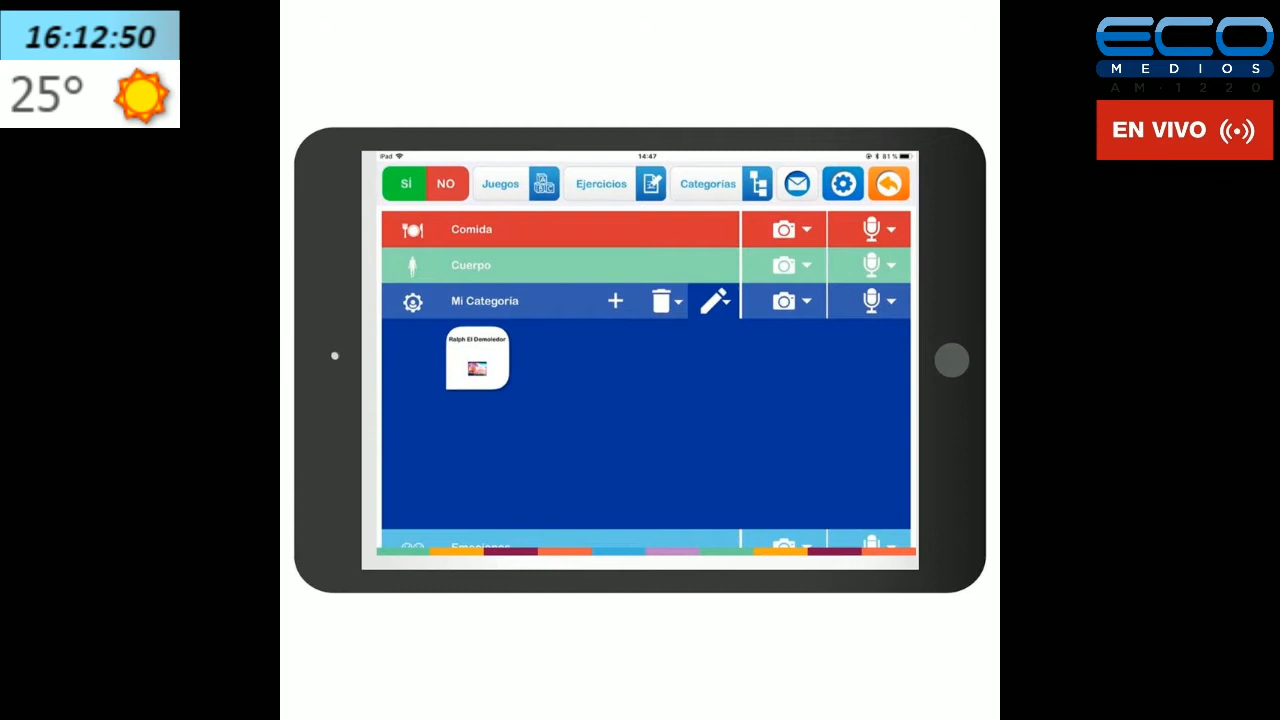 16:12:50
25°
ECO
MEDIOS
AM·1220
EN VIVO
iPad
14:47
81 %
SÍ
NO
Juegos
Ejercicios
Categorías
Comida
Cuerpo
Mi Categoría
Ralph El Demoledor
Emociones